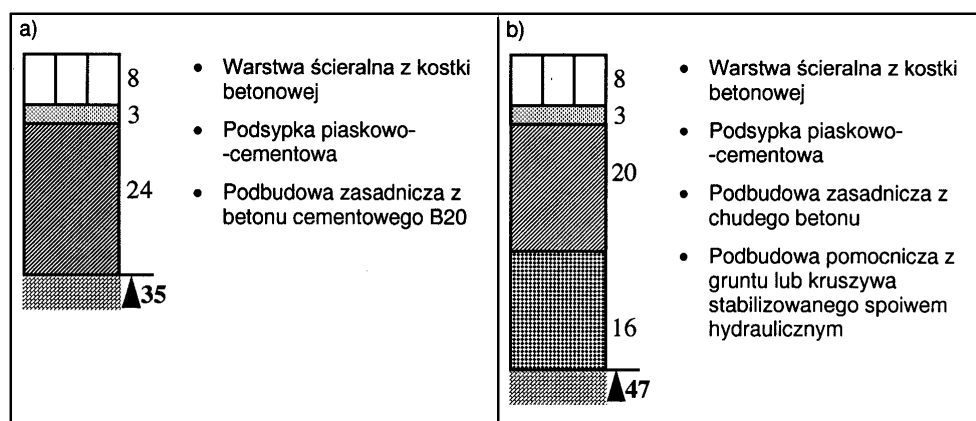 a)
8
3
24
35
• Warstwa ścieralna z kostki
betonowej
• Podsypka piaskowo-
-cementowa
• Podbudowa zasadnicza z
betonu cementowego B20
b)
8
3
20
16
47
• Warstwa ścieralna z kostki
betonowej
• Podsypka piaskowo-
-cementowa
• Podbudowa zasadnicza z
chudego betonu
• Podbudowa pomocnicza z
gruntu lub kruszywa
stabilizowanego spoiwem
hydraulicznym